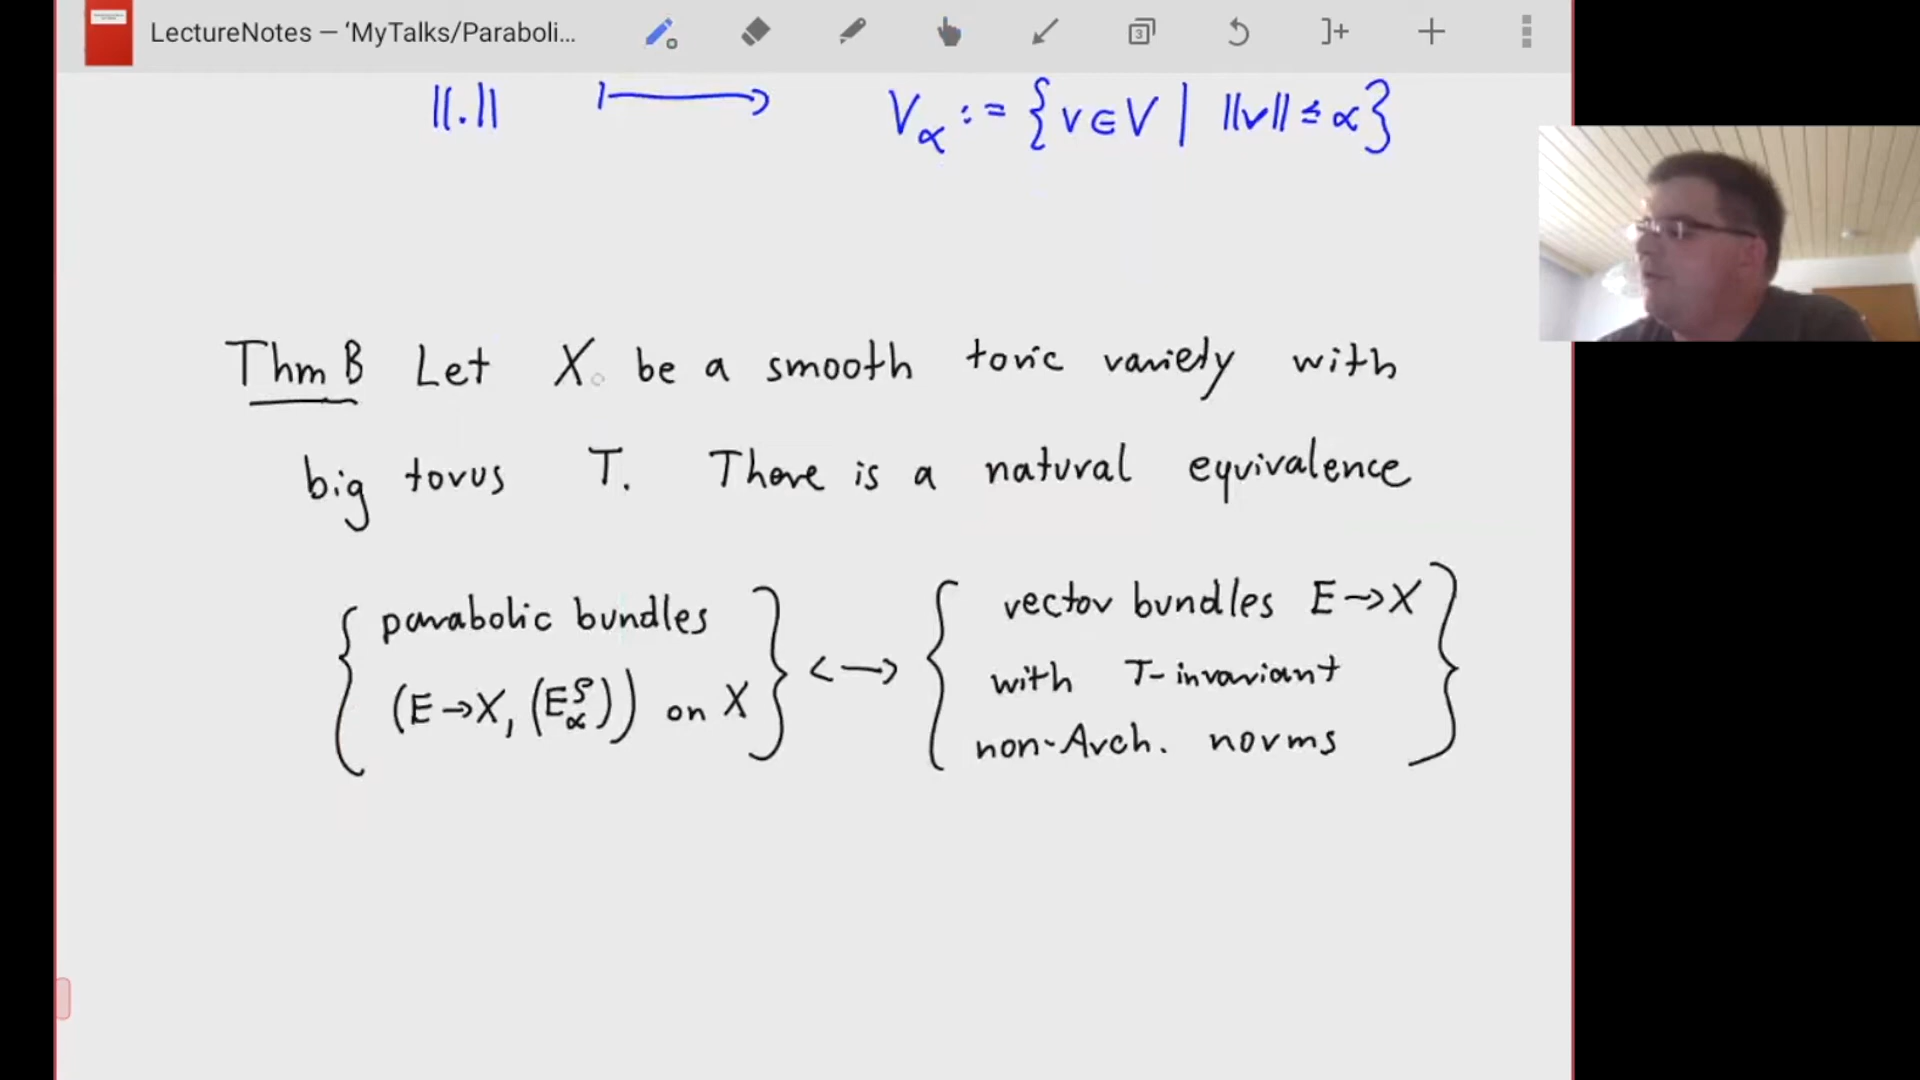 LectureNotes – ‘MyTalks/Paraboli...
3
||.|| ⟼ V_α := {v∈V | ||v|| ≤ α}
Thm B Let X be a smooth toric variety with
big torus T. There is a natural equivalence
{parabolic bundles (E→X, (E^ρ_α)) on X} <—> {vector bundles E→X with T-invariant non-Arch. norms}